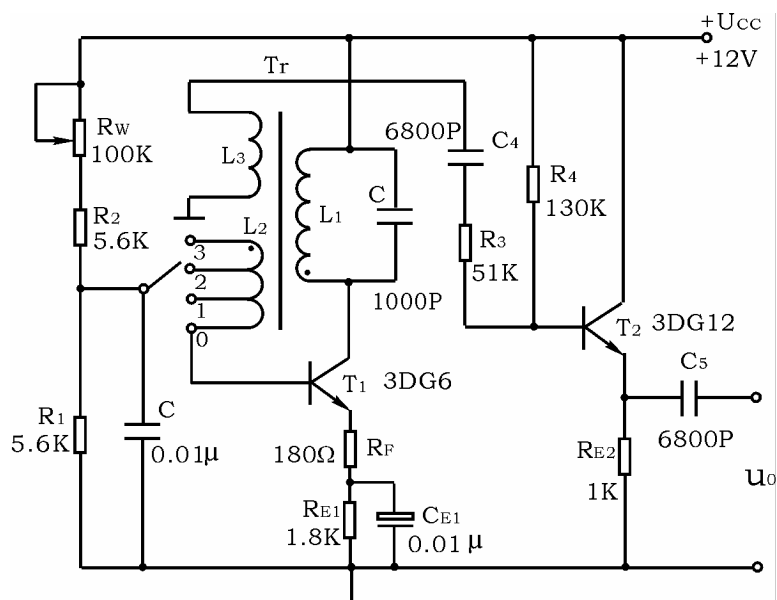 +UCC
+12V
Tr
RW
100K
L3
6800P
C4
R4
130K
R2
5.6K
L2
L1
C
R3
51K
3
2
1
0
1000P
T2 3DG12
T1 3DG6
C5
6800P
R1
5.6K
C
0.01μ
180Ω
RF
RE2
1K
u0
RE1
1.8K
CE1
0.01μ